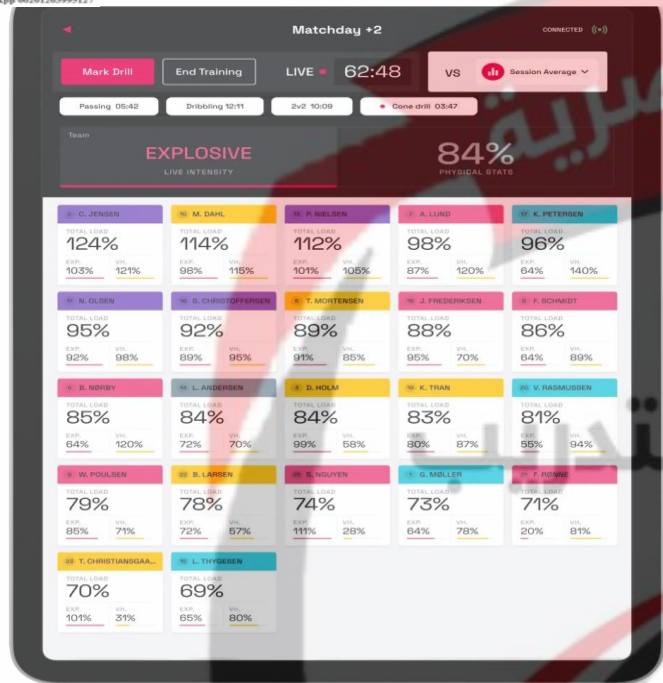 Matchday +2
CONNECTED
Mark Drill
End Training
LIVE
62:48
VS
Session Average
Passing 05:42
Dribbling 12:11
2v2 10:09
Cone drill 03:47
Team
EXPLOSIVE
LIVE INTENSITY
84%
PHYSICAL STATS
C. JENSEN
TOTAL LOAD
124%
EXP. VH.
103% 121%
M. DAHL
TOTAL LOAD
114%
EXP. VH.
98% 115%
P. NIELSEN
TOTAL LOAD
112%
EXP. VH.
101% 105%
A. LUND
TOTAL LOAD
98%
EXP. VH.
87% 120%
K. PETERSEN
TOTAL LOAD
96%
EXP. VH.
64% 140%
N. OLSEN
TOTAL LOAD
95%
EXP. VH.
92% 98%
S. CHRISTOFFERSEN
TOTAL LOAD
92%
EXP. VH.
89% 95%
T. MORTENSEN
TOTAL LOAD
89%
EXP. VH.
91% 85%
J. FREDERIKSEN
TOTAL LOAD
88%
EXP. VH.
95% 70%
F. SCHMIDT
TOTAL LOAD
86%
EXP. VH.
64% 89%
B. NØRBY
TOTAL LOAD
85%
EXP. VH.
64% 120%
L. ANDERSEN
TOTAL LOAD
84%
EXP. VH.
72% 70%
D. HOLM
TOTAL LOAD
84%
EXP. VH.
99% 58%
K. TRAN
TOTAL LOAD
83%
EXP. VH.
80% 87%
V. RASMUSSEN
TOTAL LOAD
81%
EXP. VH.
55% 94%
W. POULSEN
TOTAL LOAD
79%
EXP. VH.
85% 71%
B. LARSEN
TOTAL LOAD
78%
EXP. VH.
72% 57%
S. NGUYEN
TOTAL LOAD
74%
EXP. VH.
111% 28%
G. MØLLER
TOTAL LOAD
73%
EXP. VH.
64% 78%
F. RØNNE
TOTAL LOAD
71%
EXP. VH.
20% 81%
T. CHRISTIANSGAA...
TOTAL LOAD
70%
EXP. VH.
101% 31%
L. THYGESEN
TOTAL LOAD
69%
EXP. VH.
65% 80%